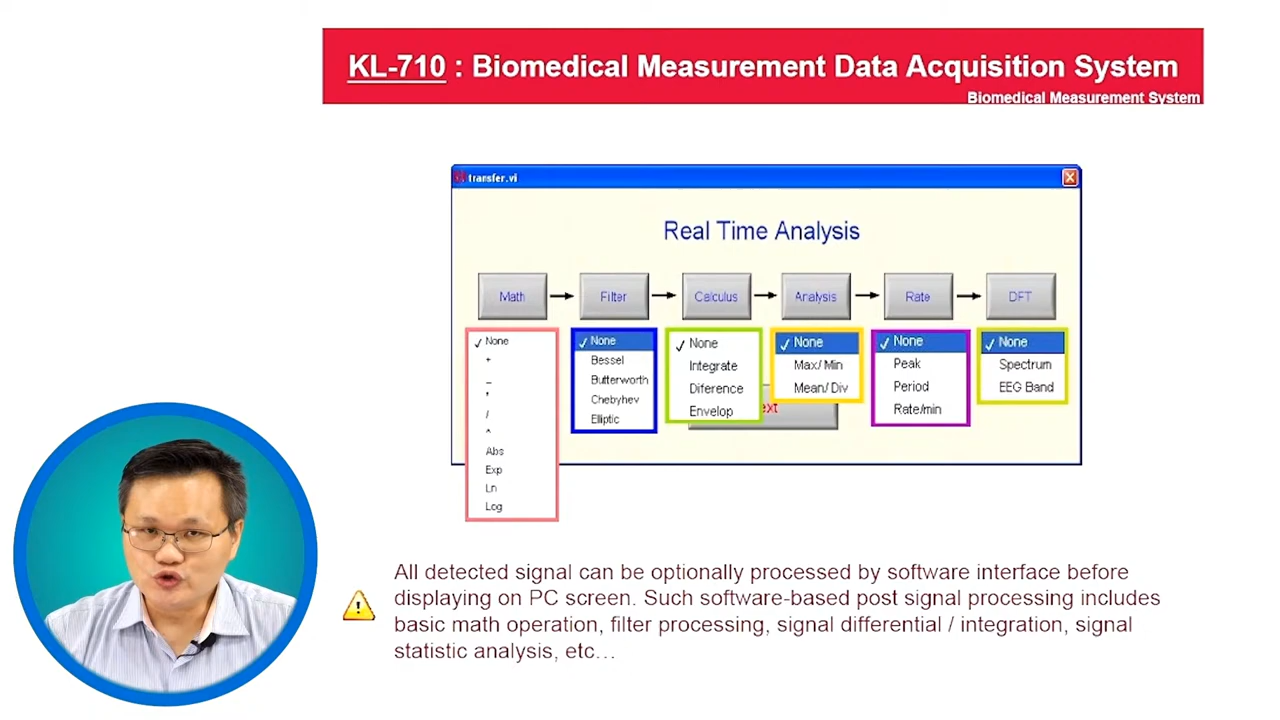 KL-710 : Biomedical Measurement Data Acquisition System
Biomedical Measurement System
transfer.vi
Real Time Analysis
Math
Filter
Calculus
Analysis
Rate
DFT
None
+
-
*
/
^
Abs
Exp
Ln
Log
None
Bessel
Butterworth
Chebyhev
Elliptic
None
Integrate
Diference
Envelop
None
Max/Min
Mean/Div
None
Peak
Period
Rate/min
None
Spectrum
EEG Band
All detected signal can be optionally processed by software interface before
displaying on PC screen. Such software-based post signal processing includes
basic math operation, filter processing, signal differential / integration, signal
statistic analysis, etc…